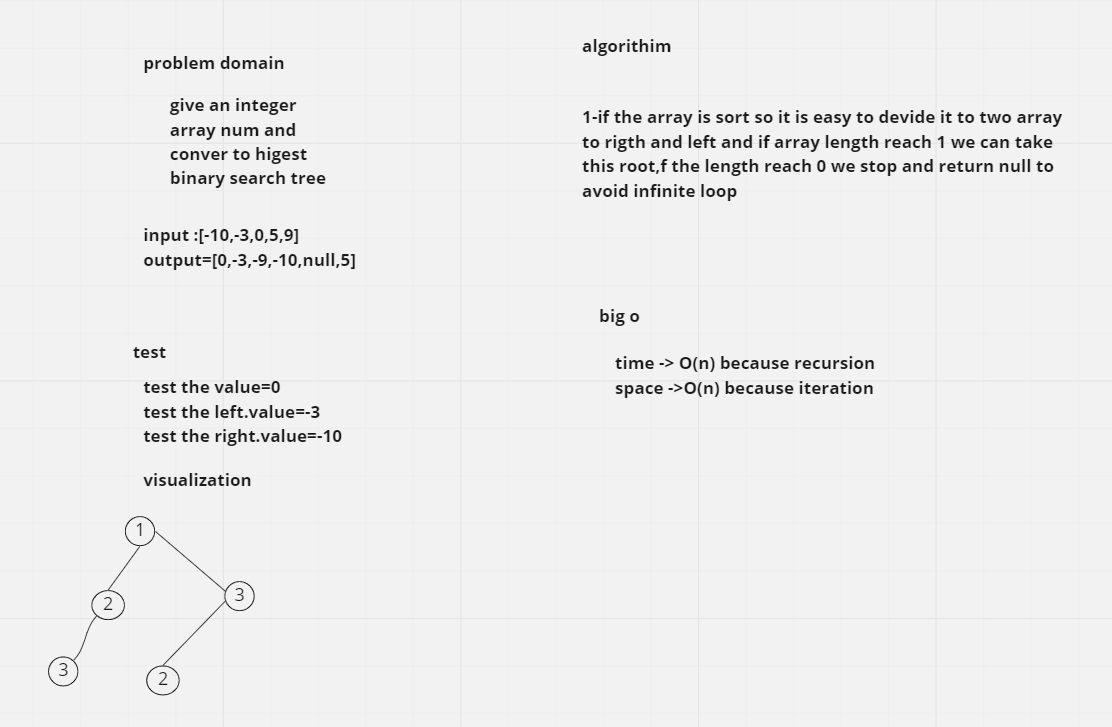 problem domain
give an integer
array num and
conver to higest
binary search tree
input :[-10,-3,0,5,9]
output=[0,-3,-9,-10,null,5]
test
test the value=0
test the left.value=-3
test the right.value=-10
visualization
1
2
3
3
2
algorithim
1-if the array is sort so it is easy to devide it to two array
to rigth and left and if array length reach 1 we can take
this root,f the length reach 0 we stop and return null to
avoid infinite loop
big o
time -> O(n) because recursion
space ->O(n) because iteration